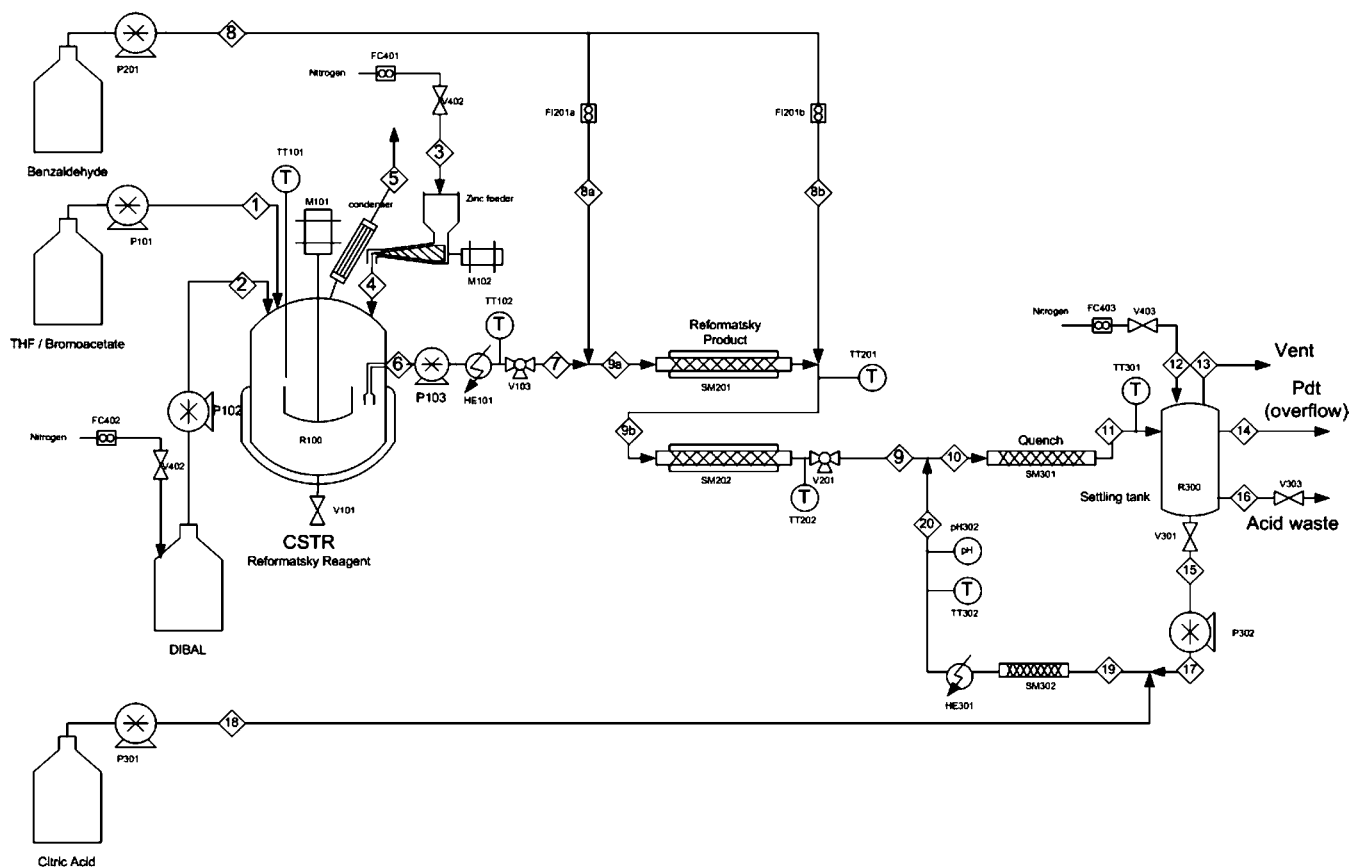 8
P201
Benzaldehyde
Nitrogen
FC401
V402
FI201a
FI201b
TT101
T
5
3
8a
8b
condenser
Zinc feeder
1
M101
P101
THF / Bromoacetate
M102
2
4
TT102
T
Reformatsky
Product
6
7
9a
P103
HE101
V103
SM201
TT201
T
Nitrogen
FC403
V403
12
13
Vent
TT301
T
Pdt
(overflow)
P102
FC402
Nitrogen
V402
R100
9b
11
14
Quench
9
10
SM202
V201
SM301
R300
Settling tank
16
V303
Acid waste
T
TT202
V101
CSTR
Reformatsky Reagent
20
pH302
pH
V301
15
T
TT302
DIBAL
P302
19
17
SM302
HE301
18
P301
Citric Acid